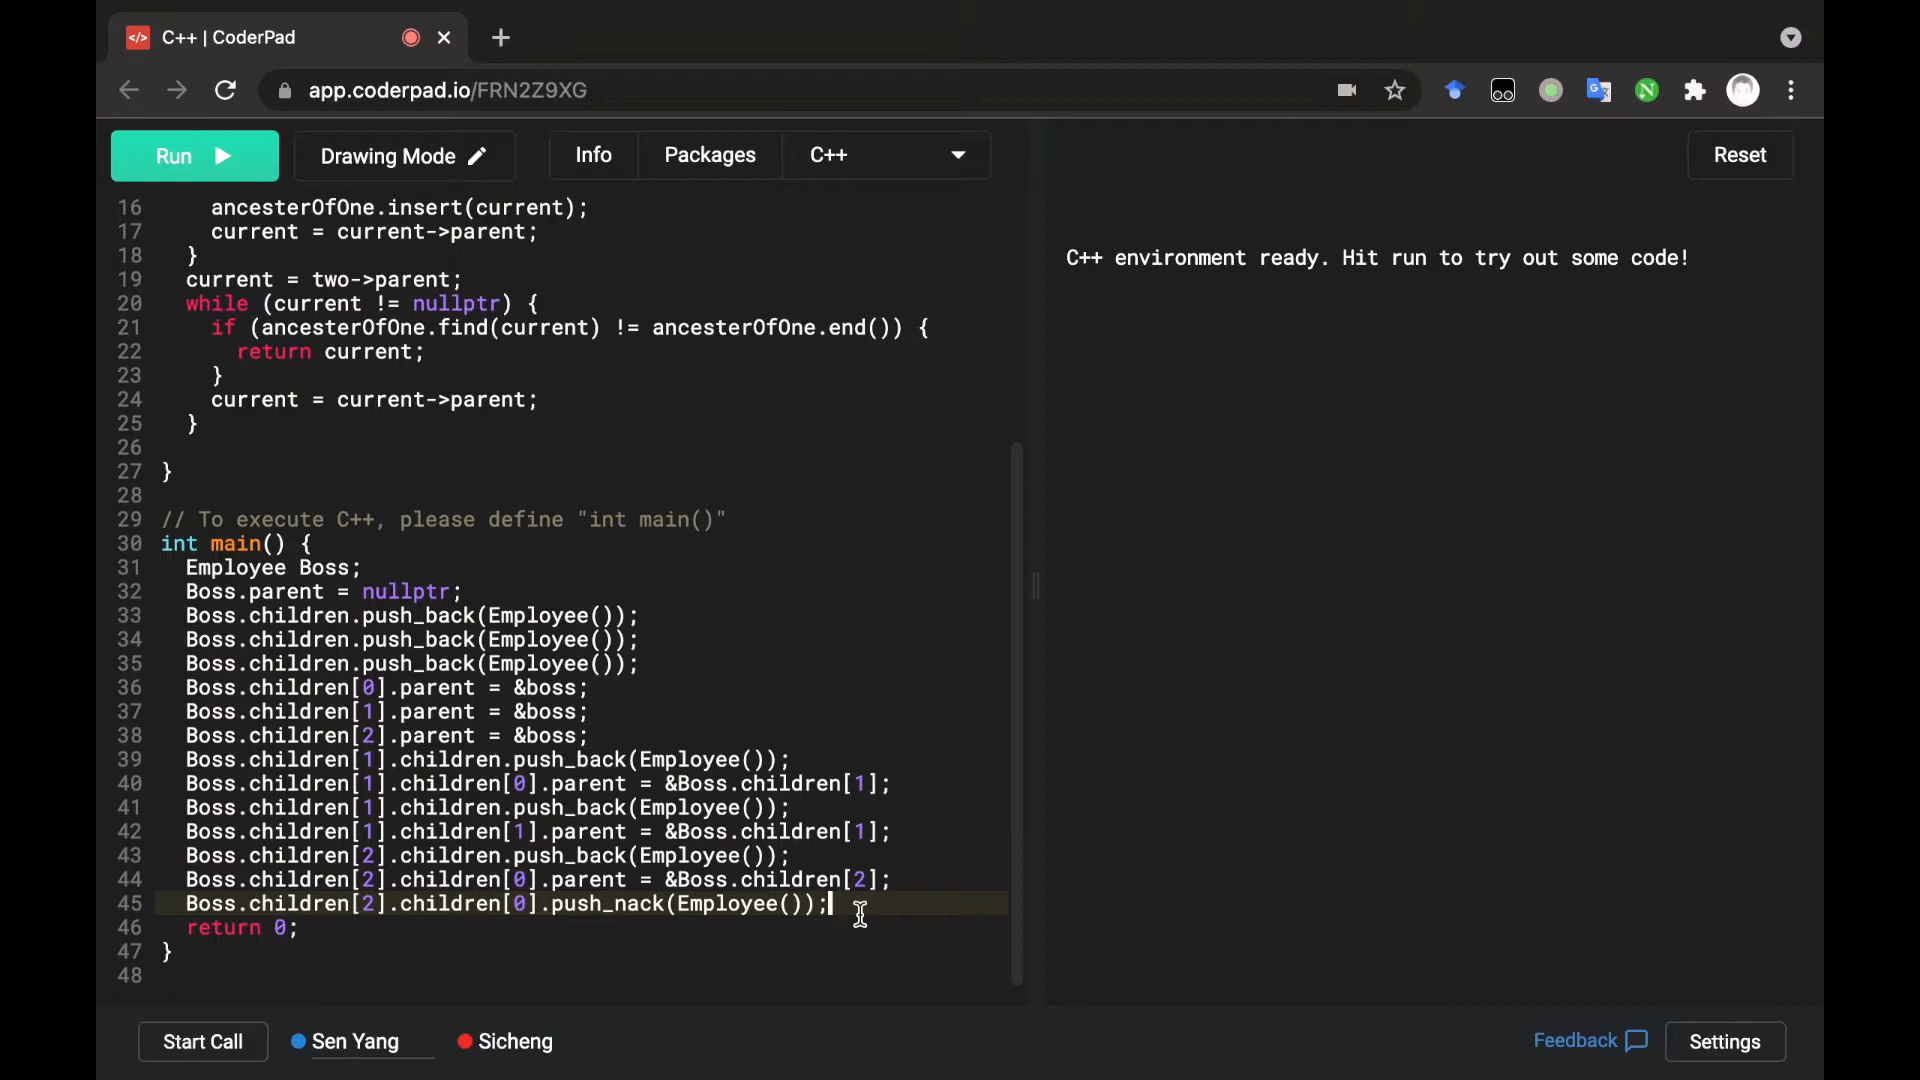 C++ | CoderPad
app.coderpad.io/FRN2Z9XG
Run
Drawing Mode
Info
Packages
C++
Reset
16 ancesterOfOne.insert(current);
17 current = current->parent;
18 }
19 current = two->parent;
20 while (current != nullptr) {
21 if (ancesterOfOne.find(current) != ancesterOfOne.end()) {
22 return current;
23 }
24 current = current->parent;
25 }
26
27 }
28
29 // To execute C++, please define "int main()"
30 int main() {
31 Employee Boss;
32 Boss.parent = nullptr;
33 Boss.children.push_back(Employee());
34 Boss.children.push_back(Employee());
35 Boss.children.push_back(Employee());
36 Boss.children[0].parent = &boss;
37 Boss.children[1].parent = &boss;
38 Boss.children[2].parent = &boss;
39 Boss.children[1].children.push_back(Employee());
40 Boss.children[1].children[0].parent = &Boss.children[1];
41 Boss.children[1].children.push_back(Employee());
42 Boss.children[1].children[1].parent = &Boss.children[1];
43 Boss.children[2].children.push_back(Employee());
44 Boss.children[2].children[0].parent = &Boss.children[2];
45 Boss.children[2].children[0].push_nack(Employee());
46 return 0;
47 }
48
C++ environment ready. Hit run to try out some code!
Start Call
Sen Yang
Sicheng
Feedback
Settings